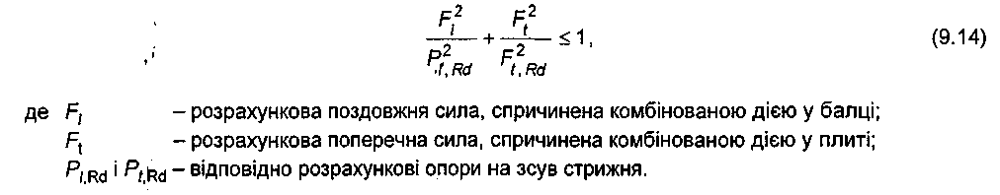 F_l^2 / P_{l,Rd}^2 + F_t^2 / F_{t,Rd}^2 ≤ 1, (9.14)
де F_l – розрахункова поздовжня сила, спричинена комбінованою дією у балці;
F_t – розрахункова поперечна сила, спричинена комбінованою дією у плиті;
P_{l,Rd} і P_{t,Rd} – відповідно розрахункові опори на зсув стрижня.